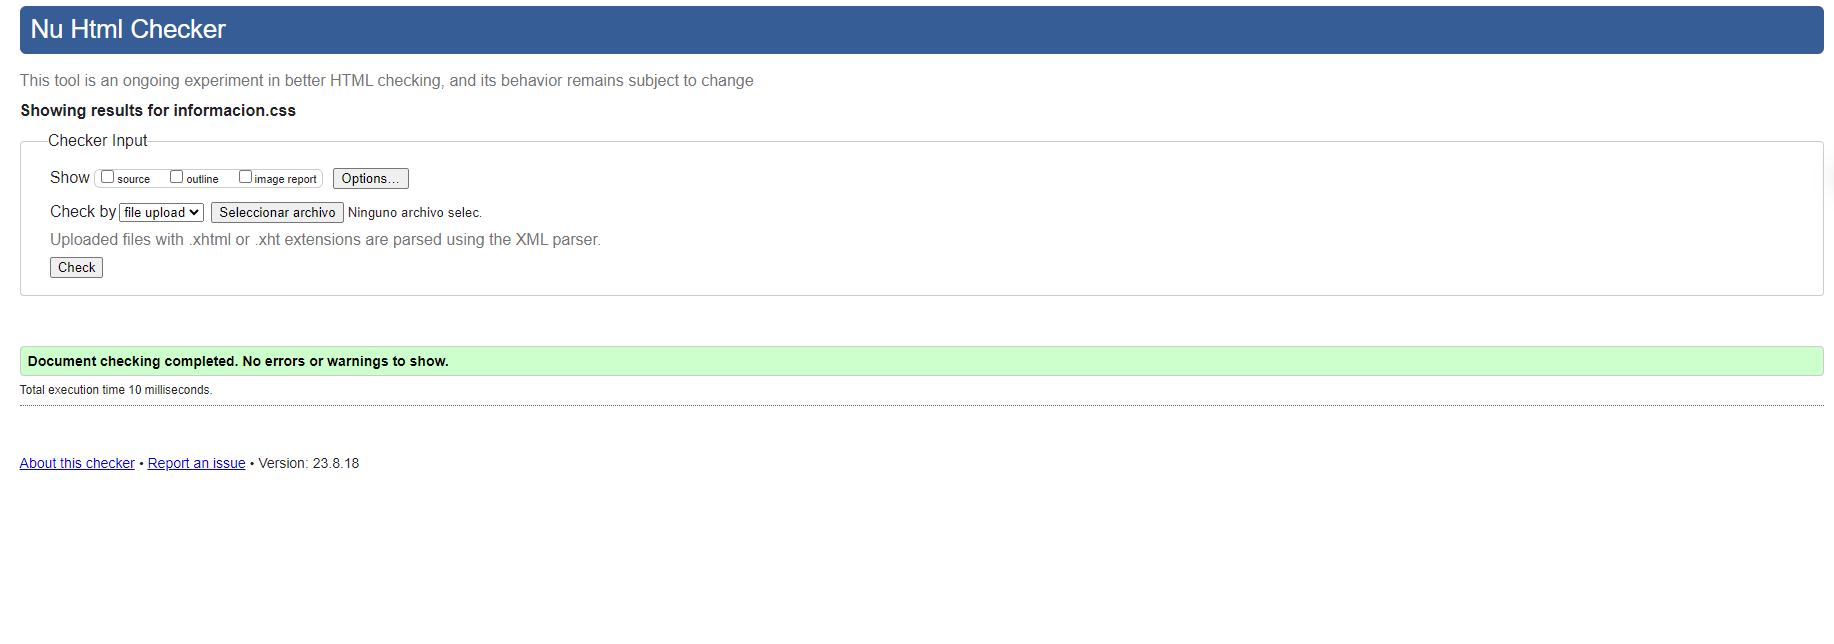 Nu Html Checker
This tool is an ongoing experiment in better HTML checking, and its behavior remains subject to change
Showing results for informacion.css
Checker Input
Show source outline image report Options...
Check by file upload Seleccionar archivo Ninguno archivo selec.
Uploaded files with .xhtml or .xht extensions are parsed using the XML parser.
Check
Document checking completed. No errors or warnings to show.
Total execution time 10 milliseconds.
About this checker • Report an issue • Version: 23.8.18